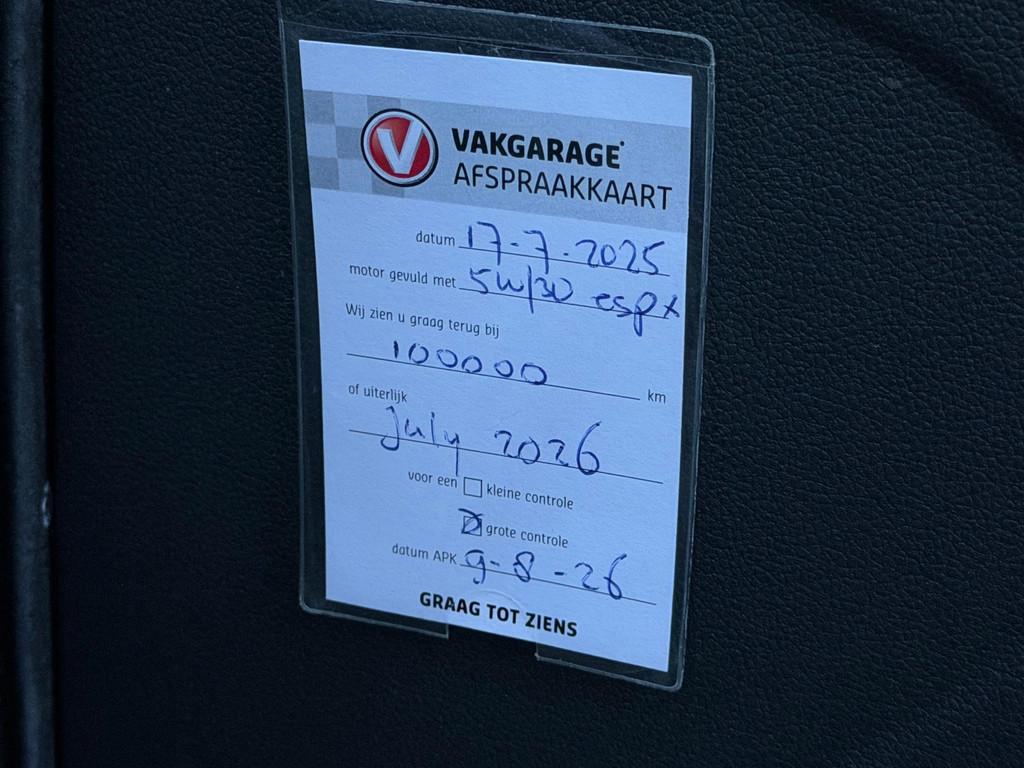 V VAKGARAGE
AFSPRAAKKAART
datum 17-7-2025
motor gevuld met 5W/30 espx
Wij zien u graag terug bij
100000 km
of uiterlijk
july 2026
voor een kleine controle
grote controle
datum APK 9-8-26
GRAAG TOT ZIENS